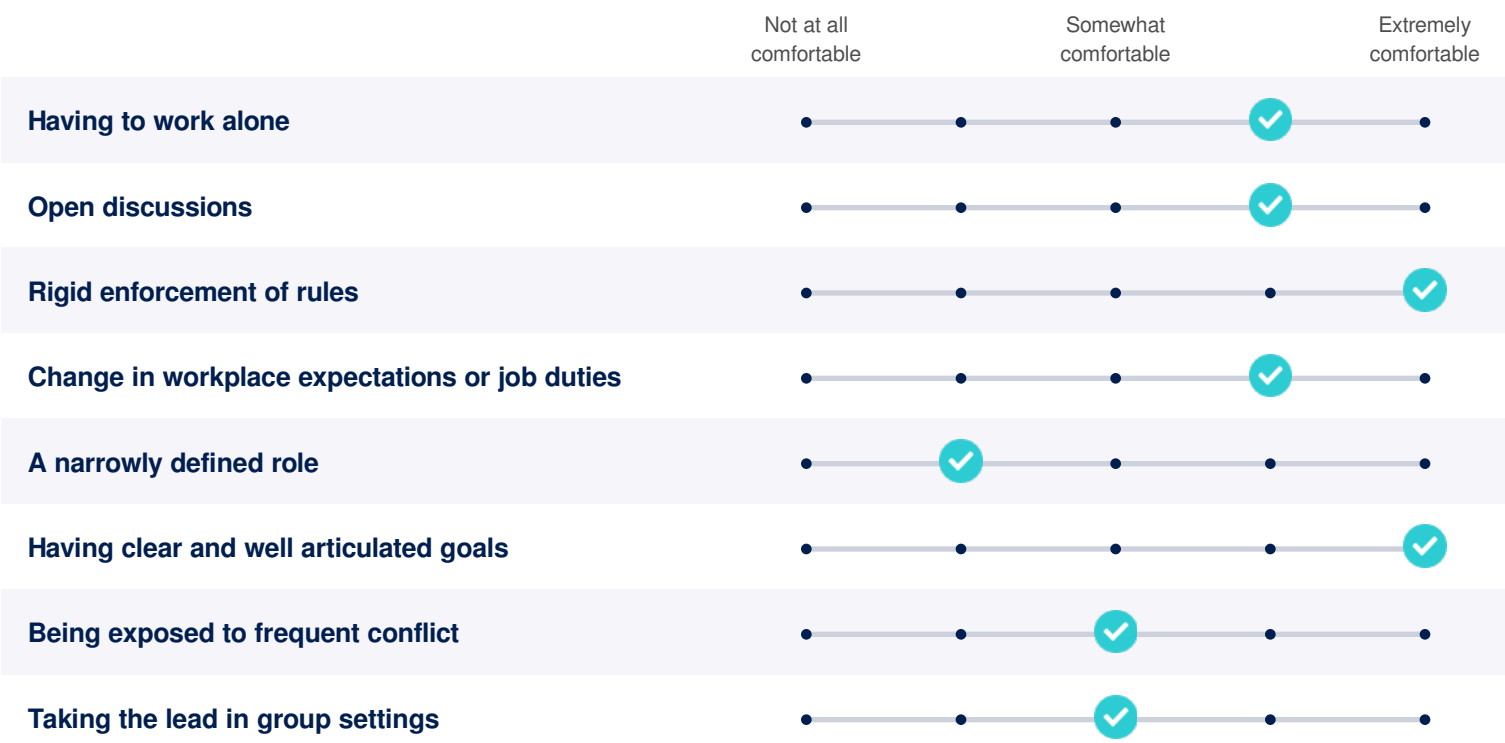 Not at all
comfortable
Somewhat
comfortable
Extremely
comfortable
Having to work alone
Open discussions
Rigid enforcement of rules
Change in workplace expectations or job duties
A narrowly defined role
Having clear and well articulated goals
Being exposed to frequent conflict
Taking the lead in group settings